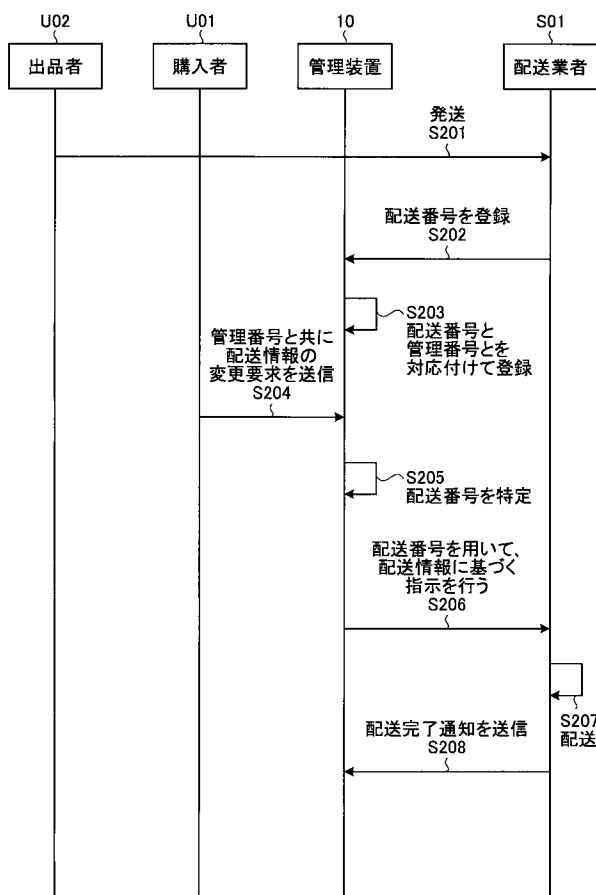 U02
U01
10
S01
出品者
購入者
管理装置
配送業者
発送
S201
配送番号を登録
S202
S203
配送番号と
管理番号とを
対応付けて登録
管理番号と共に
配送情報の
変更要求を送信
S204
S205
配送番号を特定
配送番号を用いて、
配送情報に基づく
指示を行う
S206
S207
配送
配送完了通知を送信
S208